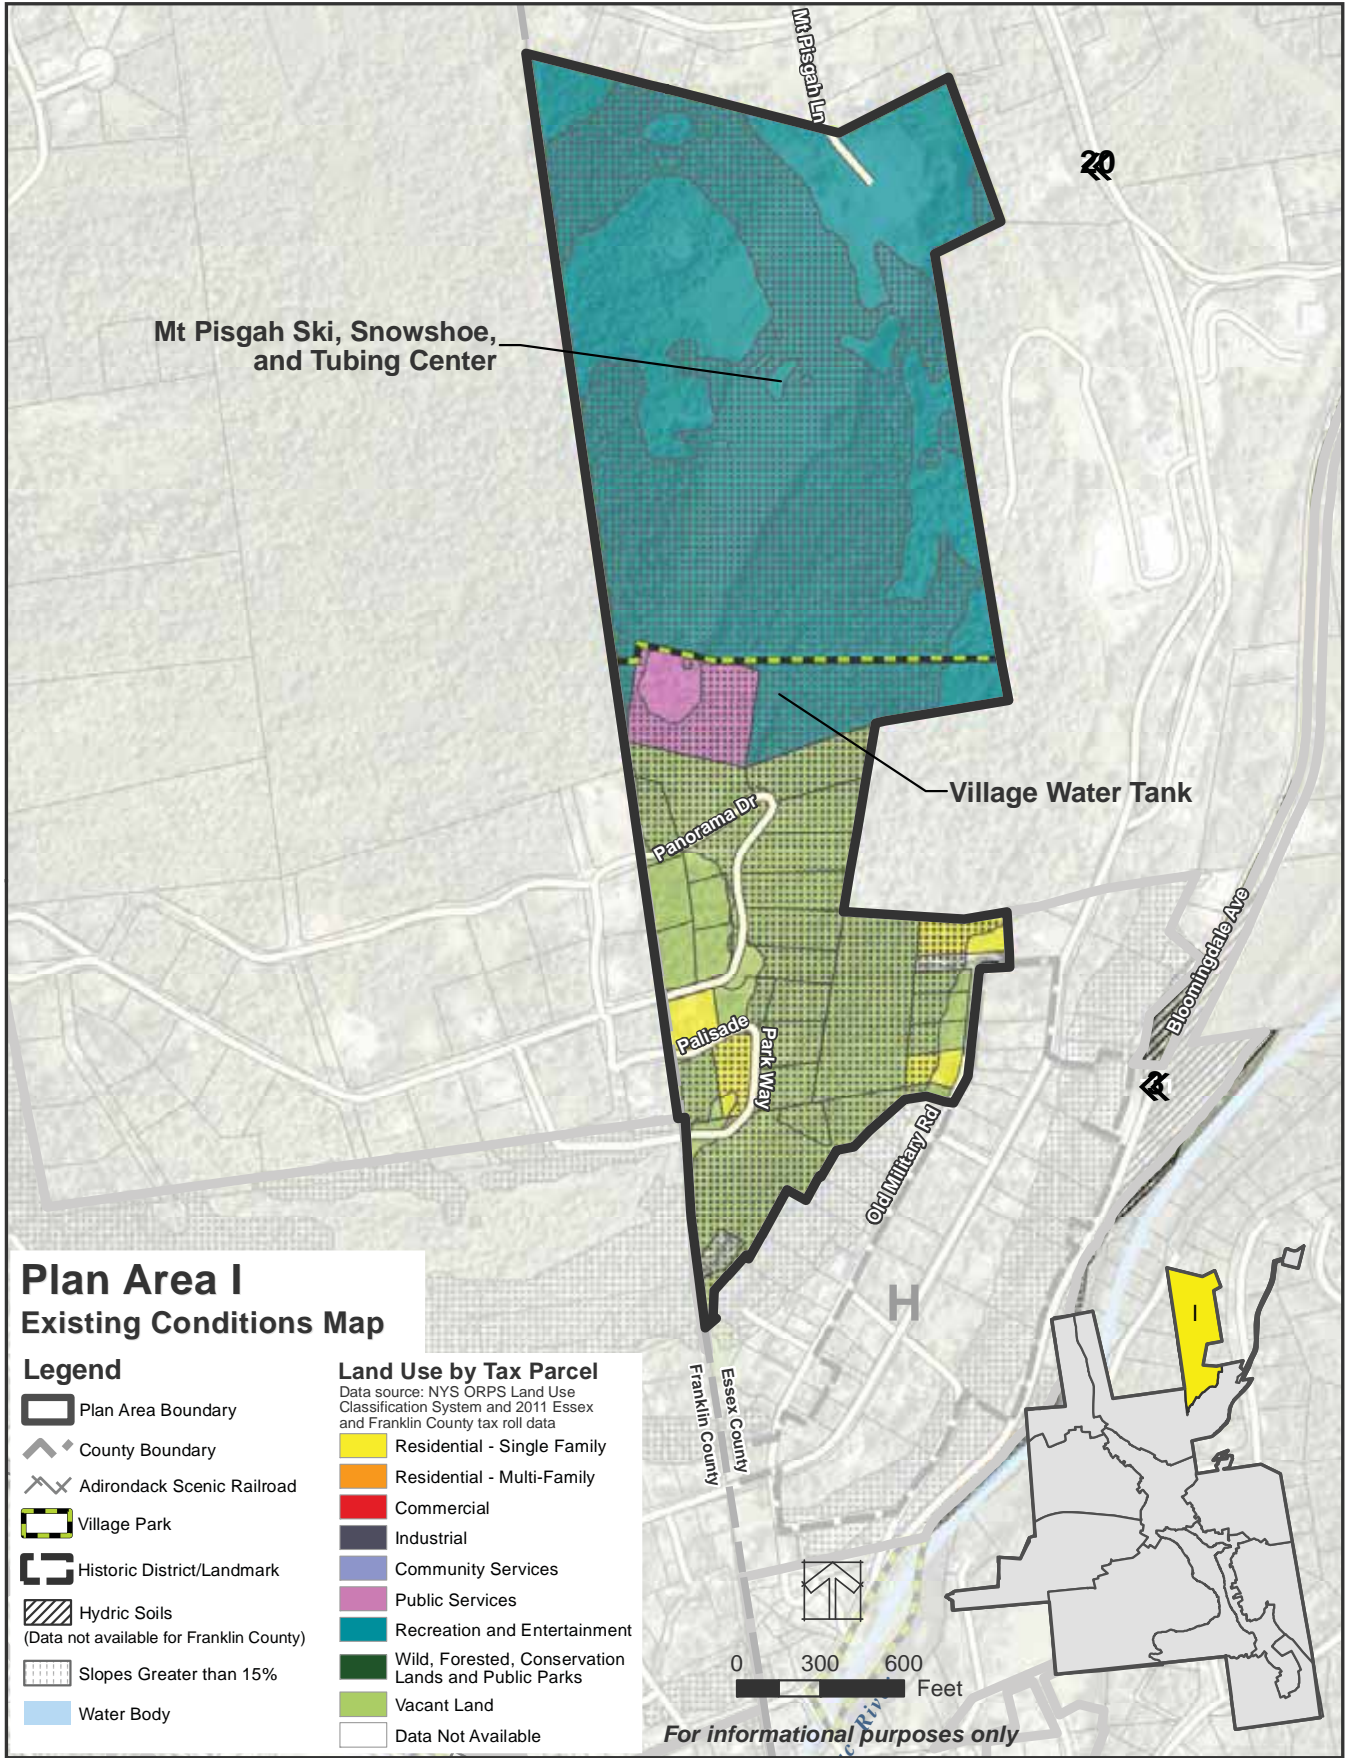 Mt Pisgah Ln
20
Mt Pisgah Ski, Snowshoe,
and Tubing Center
Village Water Tank
Panorama Dr
Bloomingdale Ave
Palisade
Park Way
3
Old Military Rd
H
I
Plan Area I
Existing Conditions Map
Legend
Plan Area Boundary
County Boundary
Adirondack Scenic Railroad
Village Park
Historic District/Landmark
Hydric Soils
(Data not available for Franklin County)
Slopes Greater than 15%
Water Body
Land Use by Tax Parcel
Data source: NYS ORPS Land Use
Classification System and 2011 Essex
and Franklin County tax roll data
Residential - Single Family
Residential - Multi-Family
Commercial
Industrial
Community Services
Public Services
Recreation and Entertainment
Wild, Forested, Conservation
Lands and Public Parks
Vacant Land
Data Not Available
Franklin County
Essex County
0 300 600
Feet
For informational purposes only